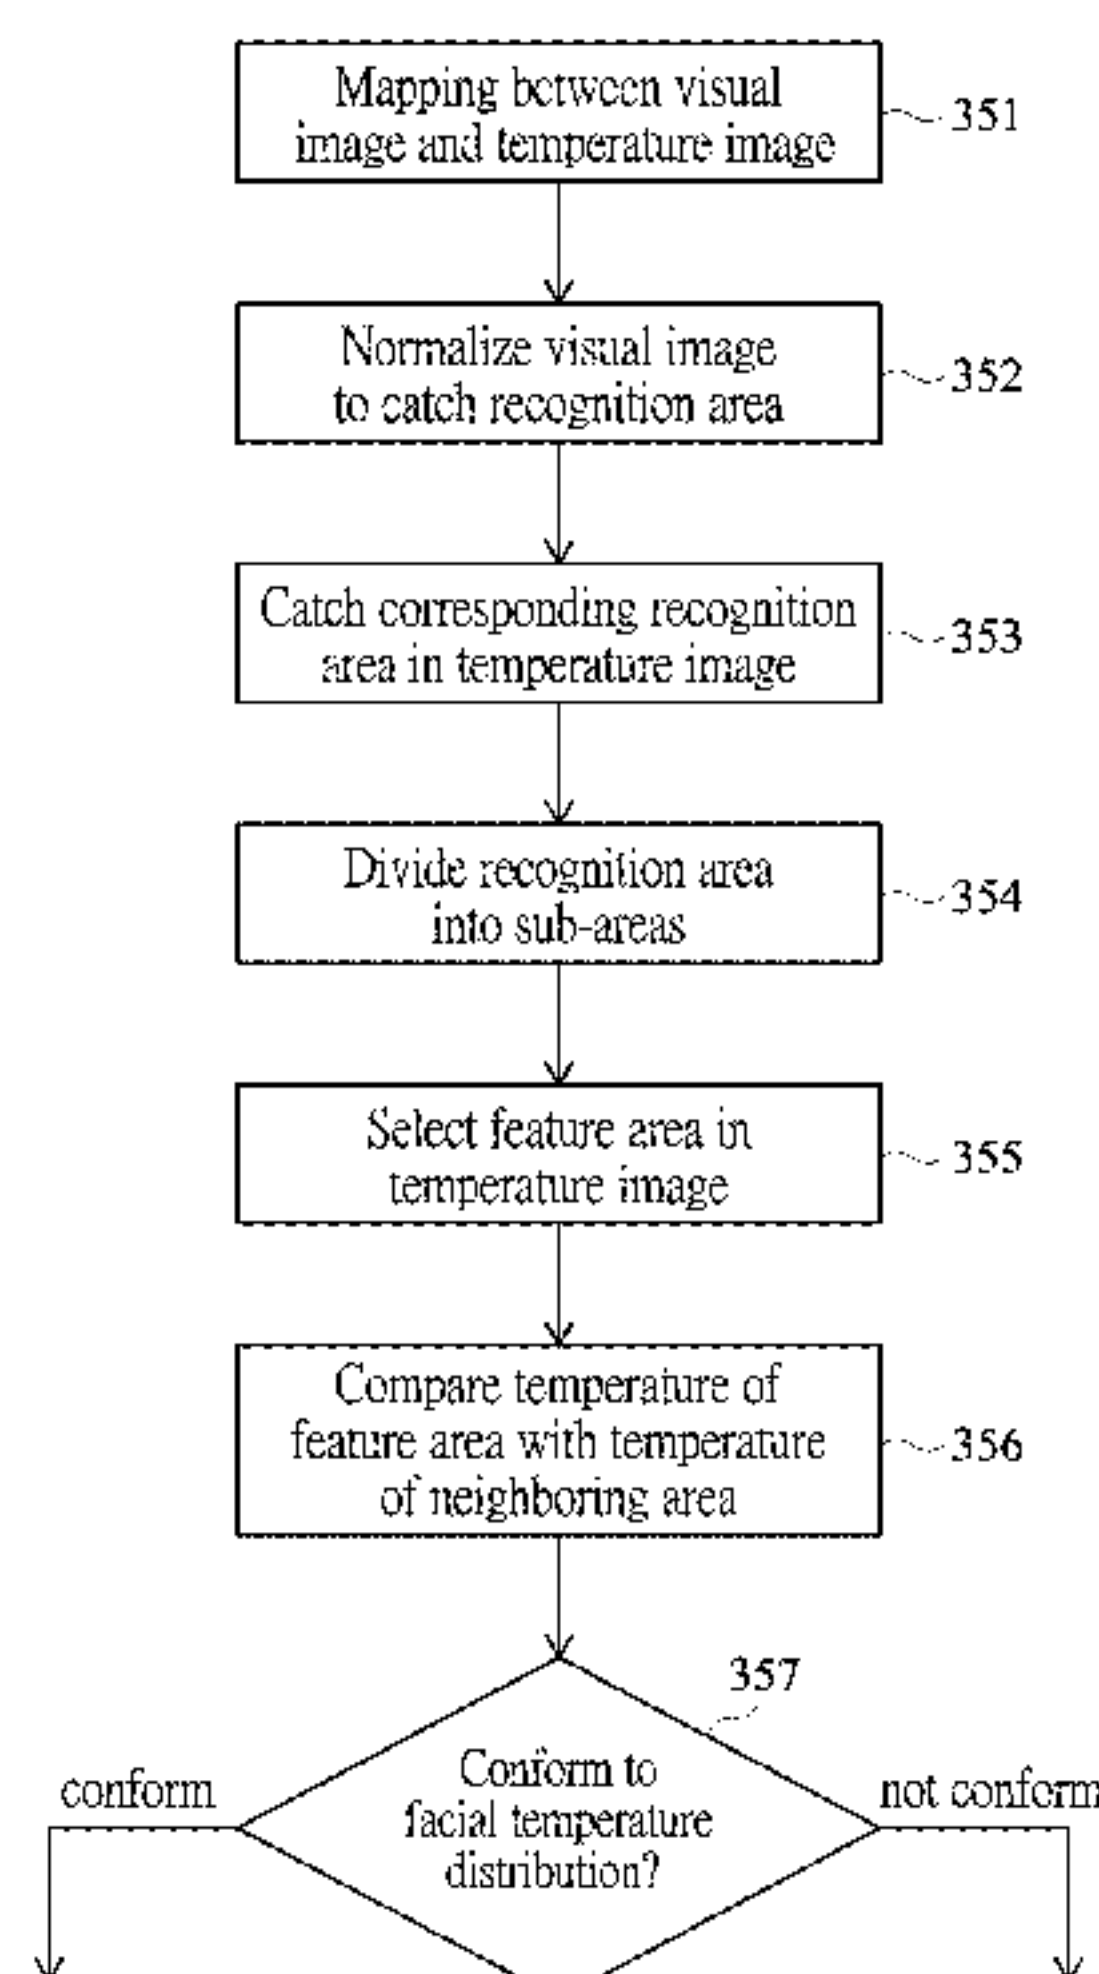 Mapping between visual
image and temperature image
351
Normalize visual image
to catch recognition area
352
Catch corresponding recognition
area in temperature image
353
Divide recognition area
into sub-areas
354
Select feature area in
temperature image
355
Compare temperature of
feature area with temperature
of neighboring area
356
357
conform
Conform to
facial temperature
distribution?
not conform